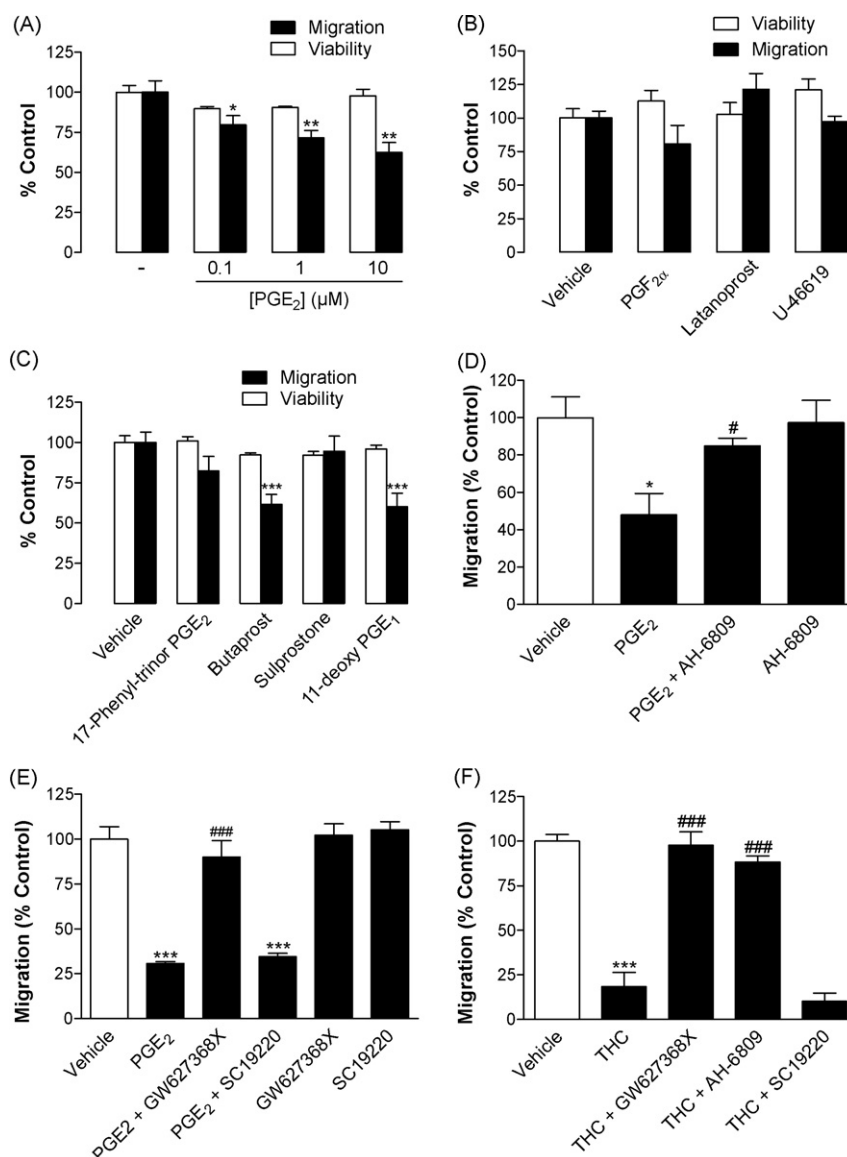 (A)
Migration
Viability
% Control
125
100
75
50
25
0
*
**
**
-
0.1
1
10
[PGE2] (µM)
(B)
Viability
Migration
% Control
150
125
100
75
50
25
0
Vehicle
PGF2α
Latanoprost
U-46619
(C)
Migration
Viability
% Control
125
100
75
50
25
0
***
***
Vehicle
17-Phenyl-trinor PGE2
Butaprost
Sulprostone
11-deoxy PGE1
(D)
Migration (% Control)
120
100
80
60
40
20
0
*
#
Vehicle
PGE2
PGE2 + AH-6809
AH-6809
(E)
Migration (% Control)
125
100
75
50
25
0
***
###
***
Vehicle
PGE2
PGE2 + GW627368X
PGE2 + SC19220
GW627368X
SC19220
(F)
Migration (% Control)
125
100
75
50
25
0
***
###
###
Vehicle
THC
THC + GW627368X
THC + AH-6809
THC + SC19220